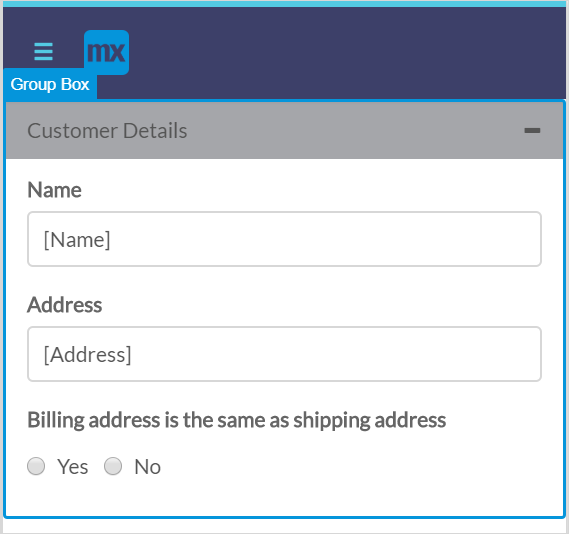 mx
Group Box
Customer Details
Name
[Name]
Address
[Address]
Billing address is the same as shipping address
Yes No